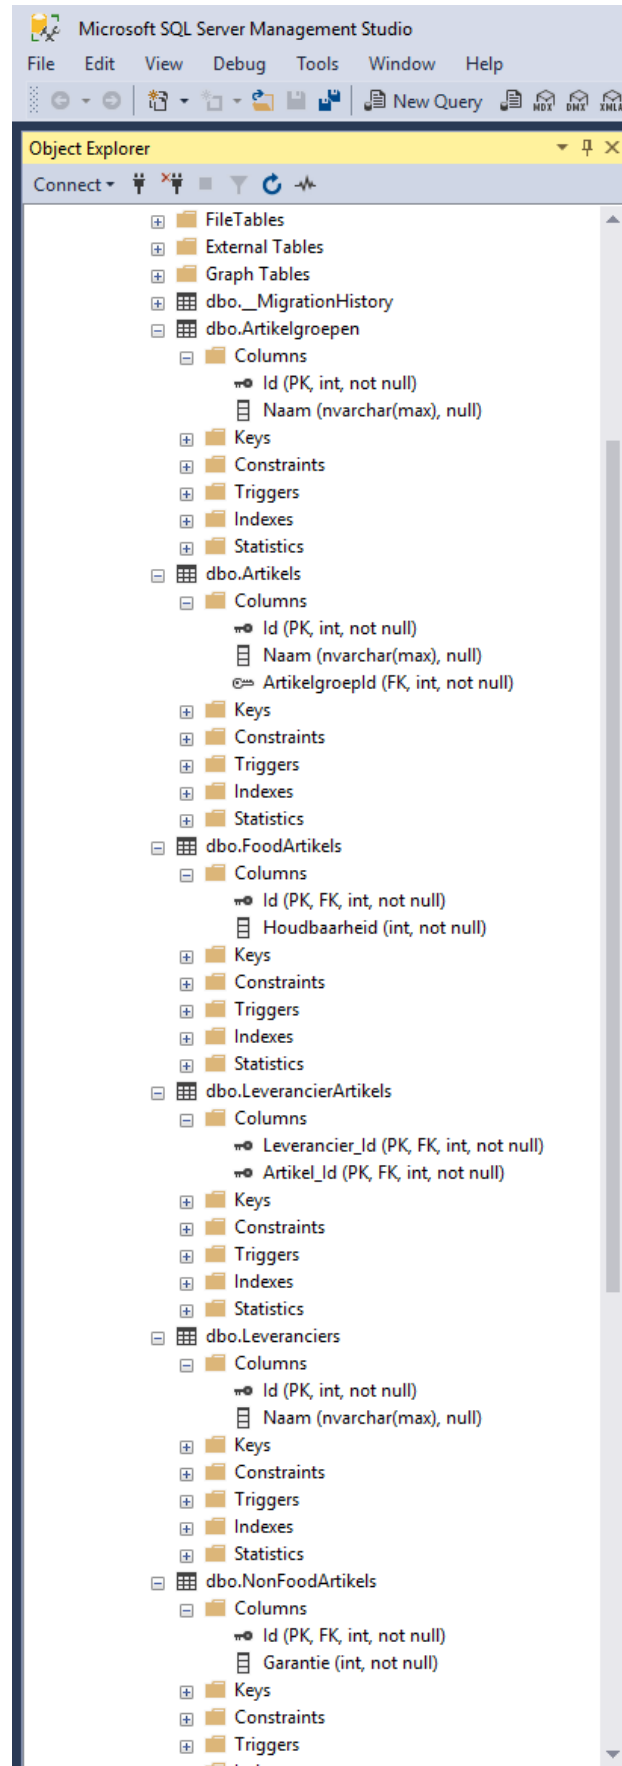 Microsoft SQL Server Management Studio
File Edit View Debug Tools Window Help
New Query MDX DMX XMLA
Object Explorer
Connect
FileTables
External Tables
Graph Tables
dbo.__MigrationHistory
dbo.Artikelgroepen
Columns
Id (PK, int, not null)
Naam (nvarchar(max), null)
Keys
Constraints
Triggers
Indexes
Statistics
dbo.Artikels
Columns
Id (PK, int, not null)
Naam (nvarchar(max), null)
ArtikelgroepId (FK, int, not null)
Keys
Constraints
Triggers
Indexes
Statistics
dbo.FoodArtikels
Columns
Id (PK, FK, int, not null)
Houdbaarheid (int, not null)
Keys
Constraints
Triggers
Indexes
Statistics
dbo.LeverancierArtikels
Columns
Leverancier_Id (PK, FK, int, not null)
Artikel_Id (PK, FK, int, not null)
Keys
Constraints
Triggers
Indexes
Statistics
dbo.Leveranciers
Columns
Id (PK, int, not null)
Naam (nvarchar(max), null)
Keys
Constraints
Triggers
Indexes
Statistics
dbo.NonFoodArtikels
Columns
Id (PK, FK, int, not null)
Garantie (int, not null)
Keys
Constraints
Triggers